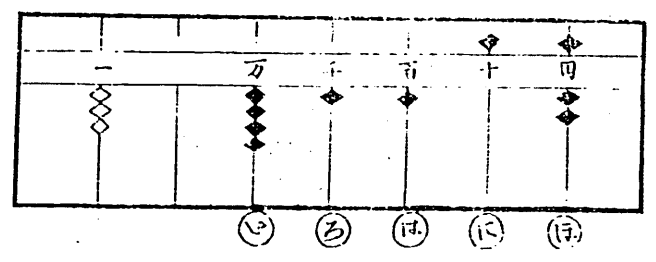 一 万 千 百 十 円
い ろ は に ほ